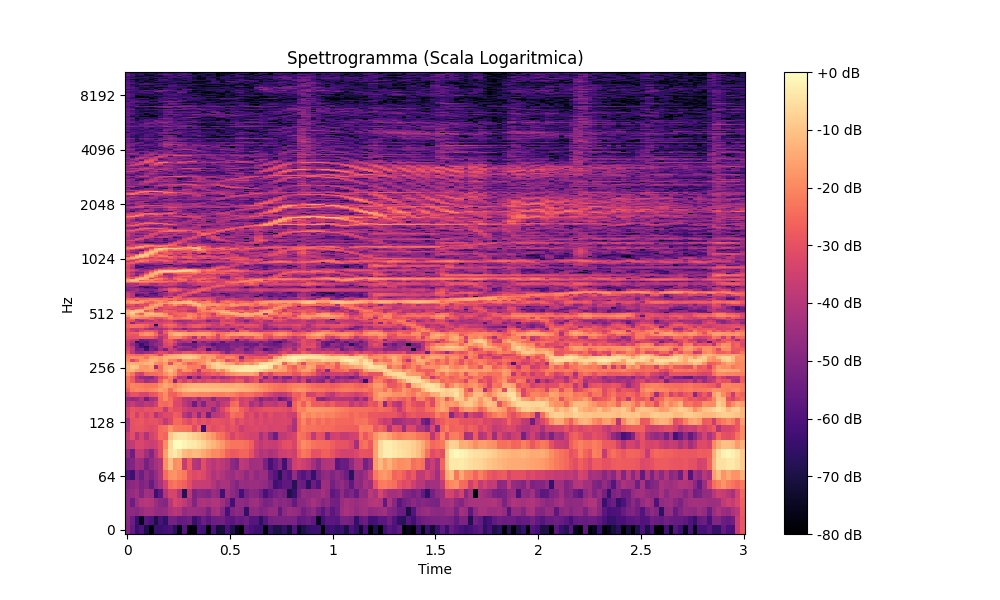 Spettrogramma (Scala Logaritmica)
Hz
8192
4096
2048
1024
512
256
128
64
0
0
0.5
1
1.5
2
2.5
3
Time
+0 dB
-10 dB
-20 dB
-30 dB
-40 dB
-50 dB
-60 dB
-70 dB
-80 dB